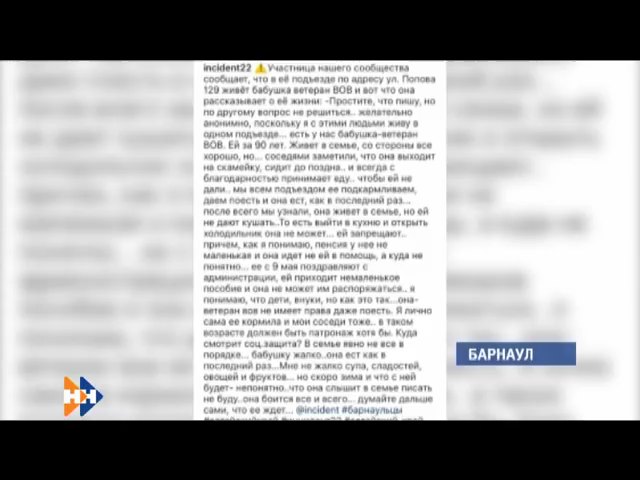 incident22 ⚠Участница нашего сообщества
сообщает, что в её подъезде по адресу ул. Попова
129 живёт бабушка ветеран ВОВ и вот что она
рассказывает о её жизни: -Простите, что пишу, но
по другому вопрос не решиться.. желательно
анонимно, поскольку я с этими людьми живу в
одном подъезде... есть у нас бабушка-ветеран
ВОВ. Ей за 90 лет. Живет в семье, со стороны все
хорошо, но... соседями заметили, что она выходит
на скамейку, сидит до поздна.. и всегда с
благодарностью принимает еду.. чтобы ей не
дали.. мы всем подъездом ее подкармливаем,
даем поесть и она ест, как в последний раз...
после всего мы узнали, она живет в семье, но ей
не дают кушать..То есть выйти в кухню и открыть
холодильник она не может... ей запрещают..
причем, как я понимаю, пенсия у нее не
маленькая и она идет не ей в помощь, а куда не
понятно... ее с 9 мая поздравляют с
администрации, ей приходит немаленькое
пособие и она не может им распоряжаться.. я
понимаю, что дети, внуки, но как это так...она-
ветеран вов не имеет права даже поесть. Я лично
сама ее кормила и мои соседи тоже.. в таком
возрасте должен быть патронаж хотя бы. Куда
смотрит соц.защита? В семье явно не все в
порядке... бабушку жалко..она ест как в
последний раз...Мне не жалко супа, сладостей,
овощей и фруктов... но скоро зима и что с ней
будет- непонятно..что она слышит в семье писать
не буду..она боится все и всего... думайте дальше
сами, что ее ждет... @incident #барнаульцы
БАРНАУЛ
НН